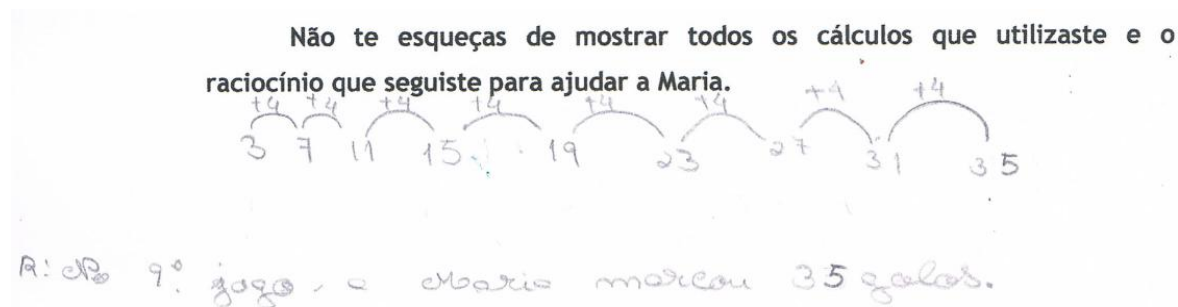 Não te esqueças de mostrar todos os cálculos que utilizaste e o
raciocínio que seguiste para ajudar a Maria.
+4 +4 +4 +4 +4 +4 +4 +4
3 7 11 15 19 23 27 31 35
R: No 9º jogo, a Maria marcou 35 golos.